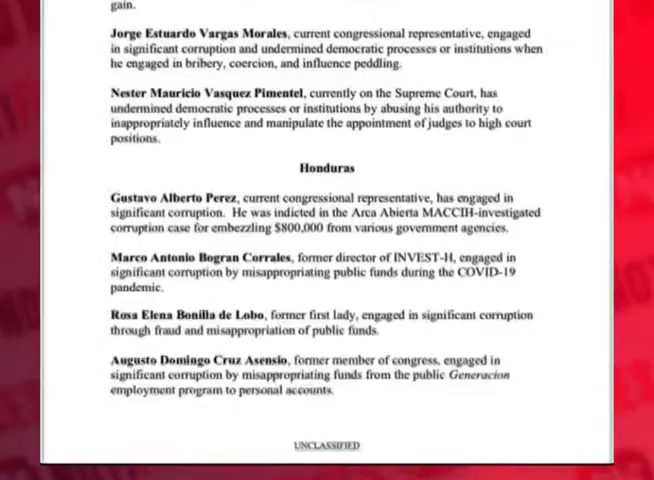 gain.
Jorge Estuardo Vargas Morales, current congressional representative, engaged
in significant corruption and undermined democratic processes or institutions when
he engaged in bribery, coercion, and influence peddling.
Nester Mauricio Vasquez Pimentel, currently on the Supreme Court, has
undermined democratic processes or institutions by abusing his authority to
inappropriately influence and manipulate the appointment of judges to high court
positions.
Honduras
Gustavo Alberto Perez, current congressional representative, has engaged in
significant corruption. He was indicted in the Arca Abierta MACCIH-investigated
corruption case for embezzling $800,000 from various government agencies.
Marco Antonio Bogran Corrales, former director of INVEST-H, engaged in
significant corruption by misappropriating public funds during the COVID-19
pandemic.
Rosa Elena Bonilla de Lobo, former first lady, engaged in significant corruption
through fraud and misappropriation of public funds.
Augusto Domingo Cruz Asensio, former member of congress, engaged in
significant corruption by misappropriating funds from the public Generacion
employment program to personal accounts.
UNCLASSIFIED